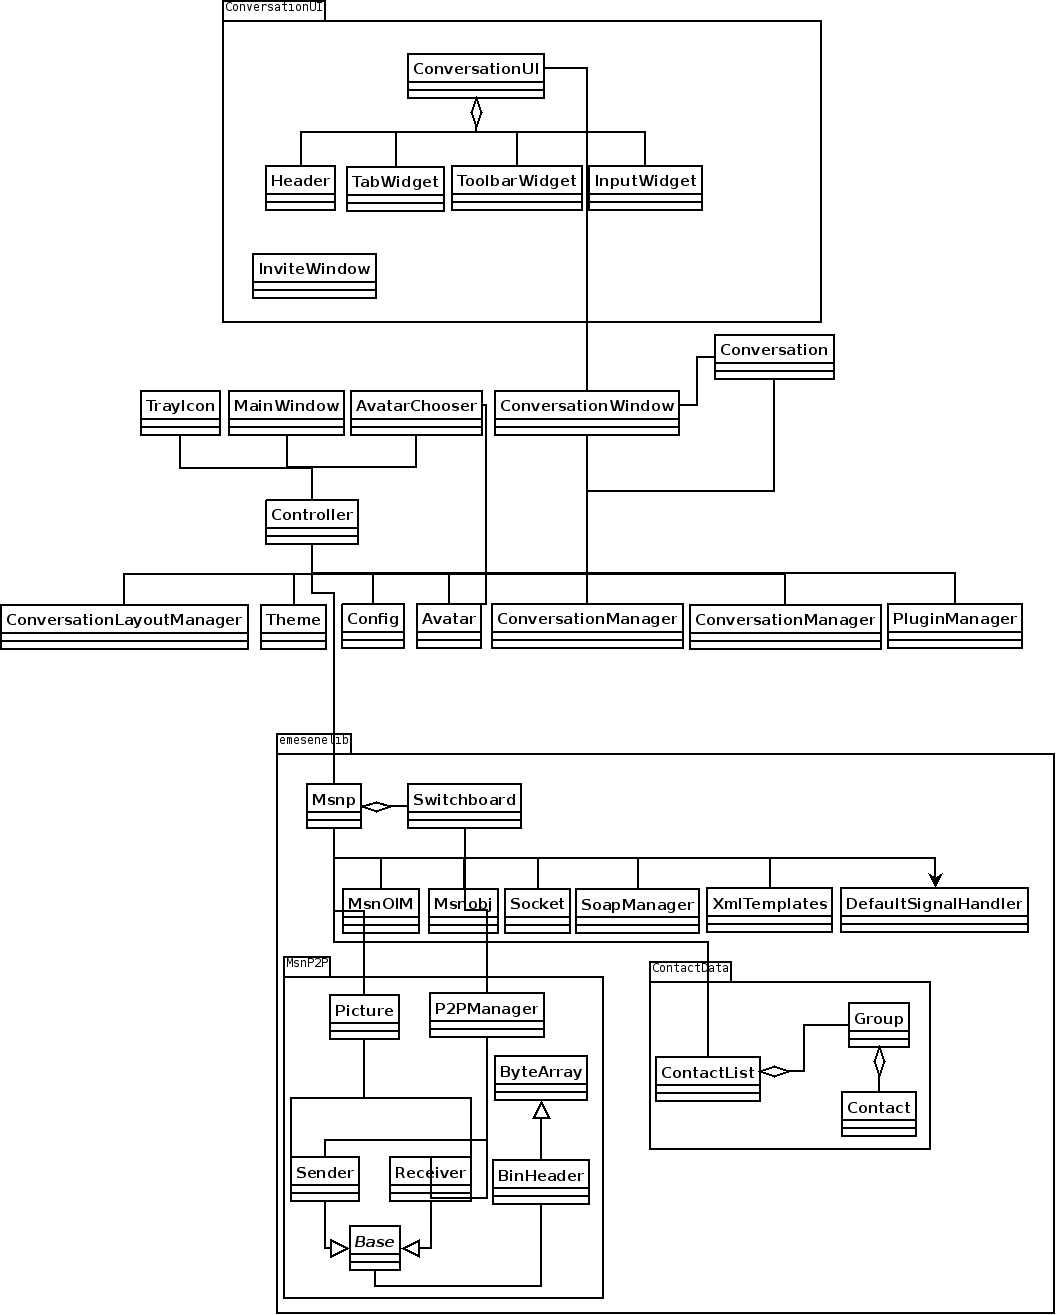 ConversationUI
ConversationUI
Header
TabWidget
ToolbarWidget
InputWidget
InviteWindow
Conversation
TrayIcon
MainWindow
AvatarChooser
ConversationWindow
Controller
ConversationLayoutManager
Theme
Config
Avatar
ConversationManager
ConversationManager
PluginManager
emesenelib
Msnp
Switchboard
MsnOIM
Msnobj
Socket
SoapManager
XmlTemplates
DefaultSignalHandler
MsnP2P
ContactData
Picture
P2PManager
Group
ByteArray
ContactList
Contact
Sender
Receiver
BinHeader
Base